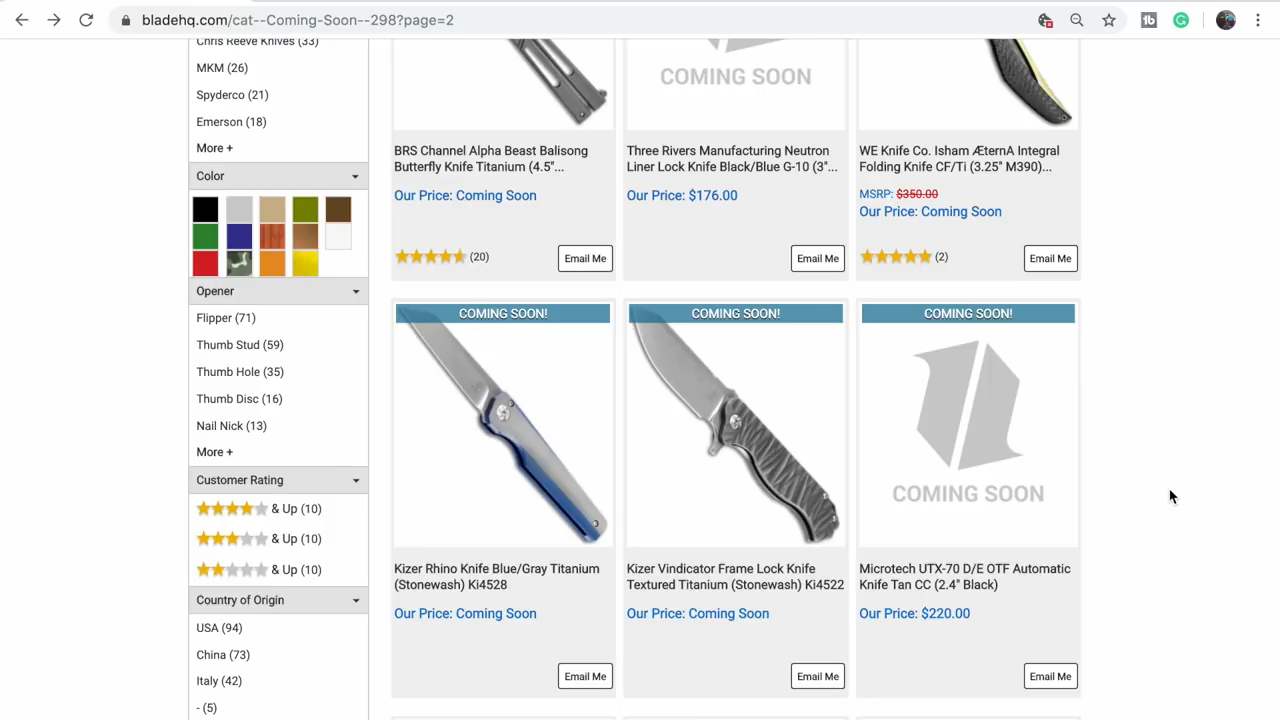 bladehq.com/cat--Coming-Soon--298?page=2
tb
Chris Reeve Knives (33)
MKM (26)
Spyderco (21)
Emerson (18)
More +
Color
Opener
Flipper (71)
Thumb Stud (59)
Thumb Hole (35)
Thumb Disc (16)
Nail Nick (13)
More +
Customer Rating
& Up (10)
& Up (10)
& Up (10)
Country of Origin
USA (94)
China (73)
Italy (42)
- (5)
BRS Channel Alpha Beast Balisong
Butterfly Knife Titanium (4.5"...
Our Price: Coming Soon
(20)
Email Me
COMING SOON
Three Rivers Manufacturing Neutron
Liner Lock Knife Black/Blue G-10 (3"...
Our Price: $176.00
Email Me
WE Knife Co. Isham ÆternA Integral
Folding Knife CF/Ti (3.25" M390)...
MSRP: $350.00
Our Price: Coming Soon
(2)
Email Me
COMING SOON!
Kizer Rhino Knife Blue/Gray Titanium
(Stonewash) Ki4528
Our Price: Coming Soon
Email Me
COMING SOON!
Kizer Vindicator Frame Lock Knife
Textured Titanium (Stonewash) Ki4522
Our Price: Coming Soon
Email Me
COMING SOON!
COMING SOON
Microtech UTX-70 D/E OTF Automatic
Knife Tan CC (2.4" Black)
Our Price: $220.00
Email Me